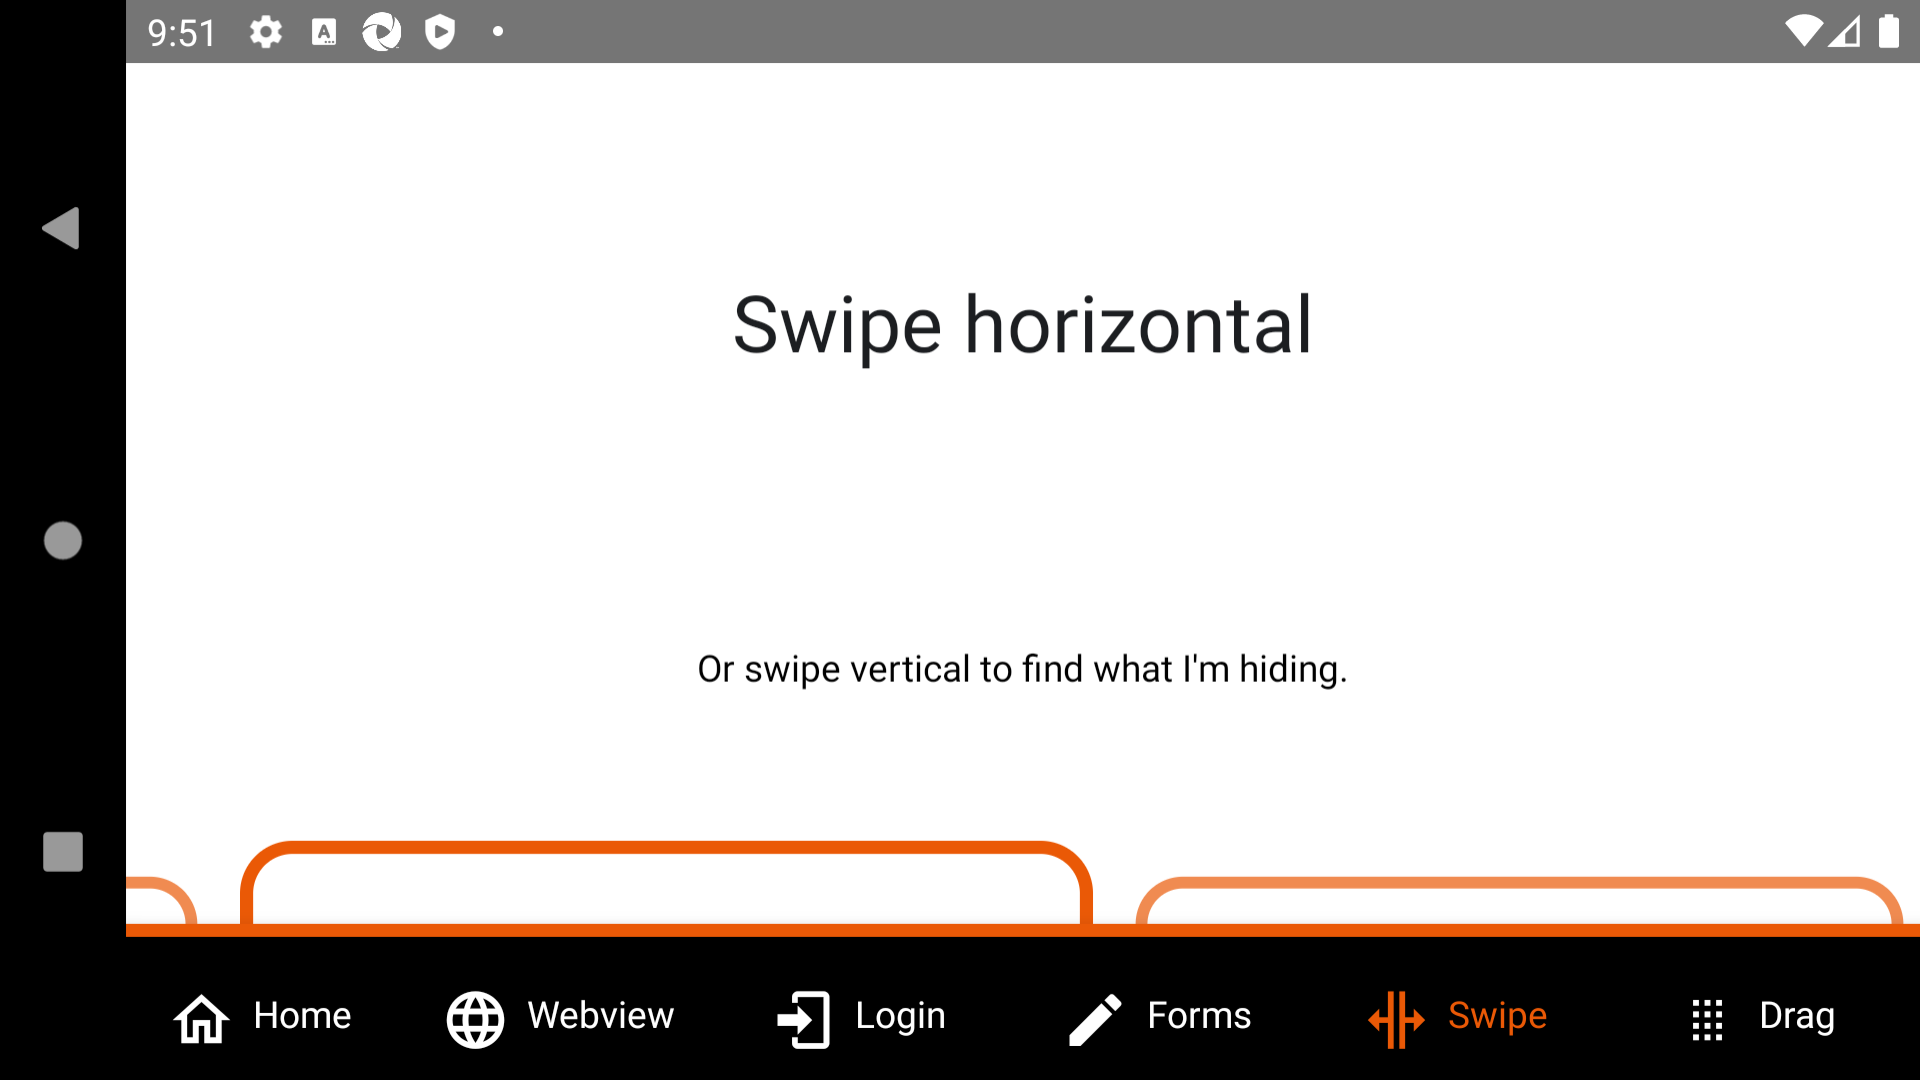 9:51
Swipe horizontal
Or swipe vertical to find what I'm hiding.
Home Webview Login Forms Swipe Drag